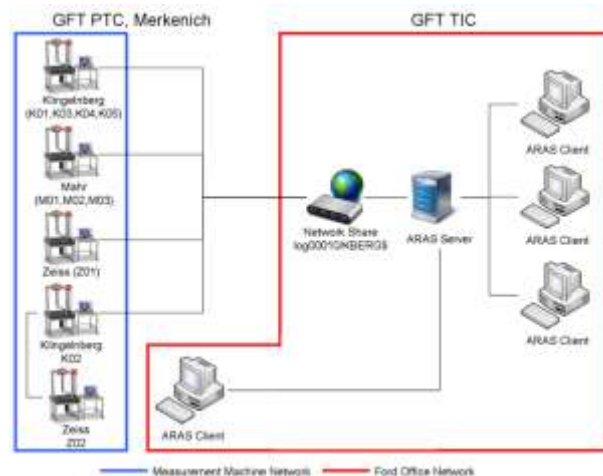 GFT PTC, Merkenich
GFT TIC
Klingelnberg
(K01,K03,K04,K05)
Mahr
(M01,M02,M03)
Zeiss (Z01)
Klingelnberg
K02
Zeiss
Z02
Network Share
ARAS Server
ARAS Client
ARAS Client
ARAS Client
ARAS Client
Measurement Machine Network
Ford Office Network